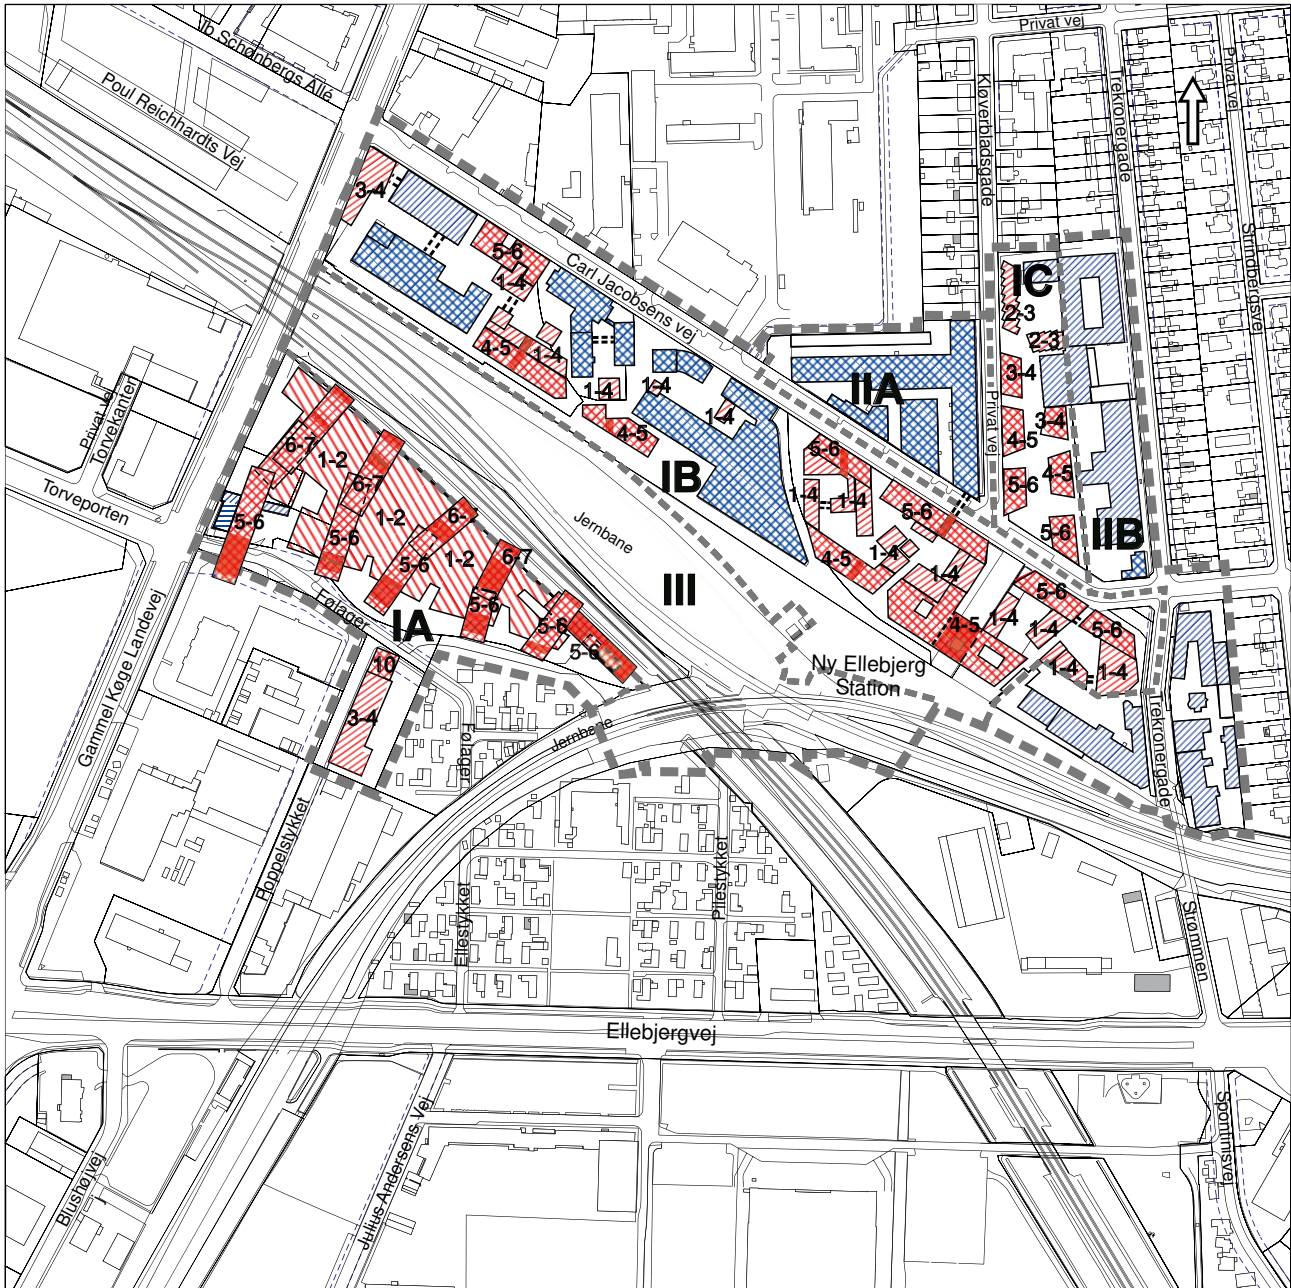 Ib Schønbergs Allé
Poul Reichhardts Vej
Privat vej
Kløverbladsgade
Trekronergade
Privat vej
Strindbergsvej
3-4
5-6
1-4
Carl Jacobsens vej
IC
2-3
2-3
3-4
4-5
1-4
1-4
1-4
1-4
IIA
Privat vej
3-4
4-5
4-5
5-6
5-6
IIB
Privat vej
Torvekanten
Torveporten
6-7
1-2
6-7
1-2
6-
1-2
6-7
5-6
5-6
5-6
5-6
5-6
5-6
4-5
IB
Jernbane
III
5-6
1-4
1-4
5-6
1-4
4-5
1-4
4-5
5-6
1-4
1-4
5-6
1-4
1-4
Følager
IA
10
3-4
Gammel Køge Landevej
Ny Ellebjerg
Station
Jernbane
Følager
Trekronergade
Poppelstykket
Ellestykket
Pilestykket
Strømmen
Ellebjergvej
Blushøjvej
Julius Andersens Vej
Spontinisvej